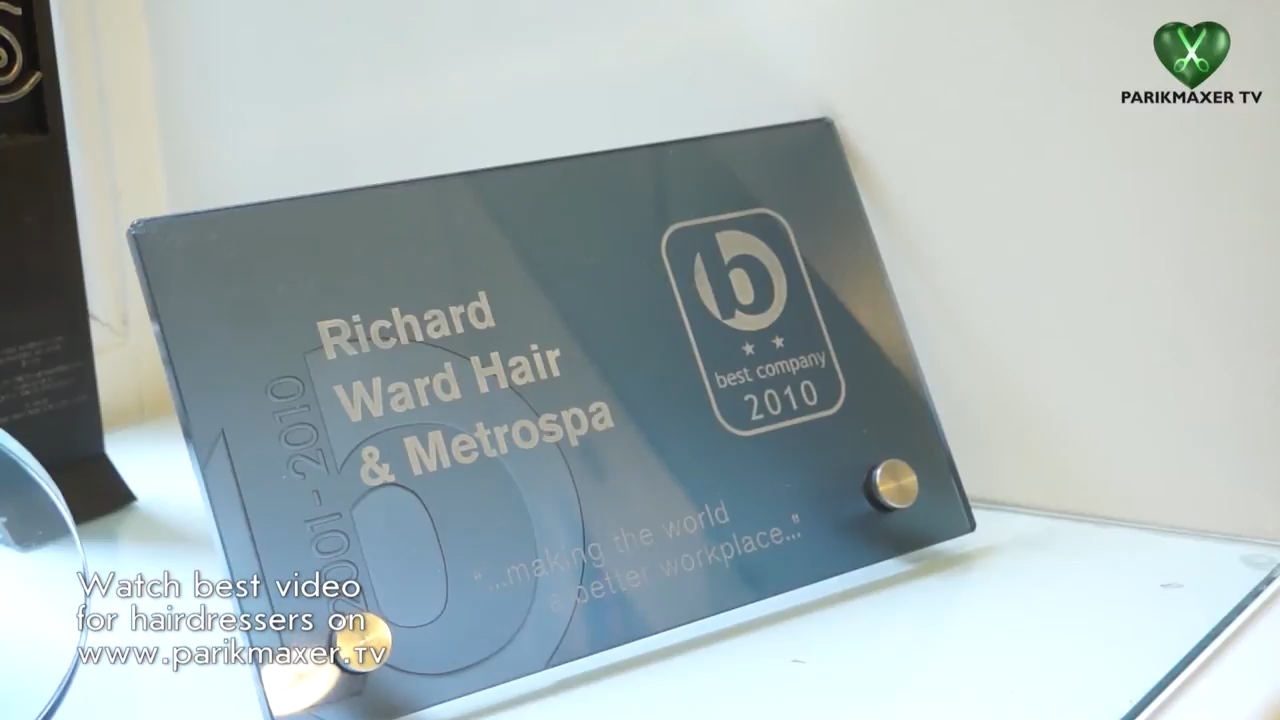 PARIKMAXER TV
Richard
Ward Hair
& Metrospa
b
best company
2010
2001 - 2010
"...making the world
a better workplace..."
Watch best video
for hairdressers on
www.parikmaxer.tv